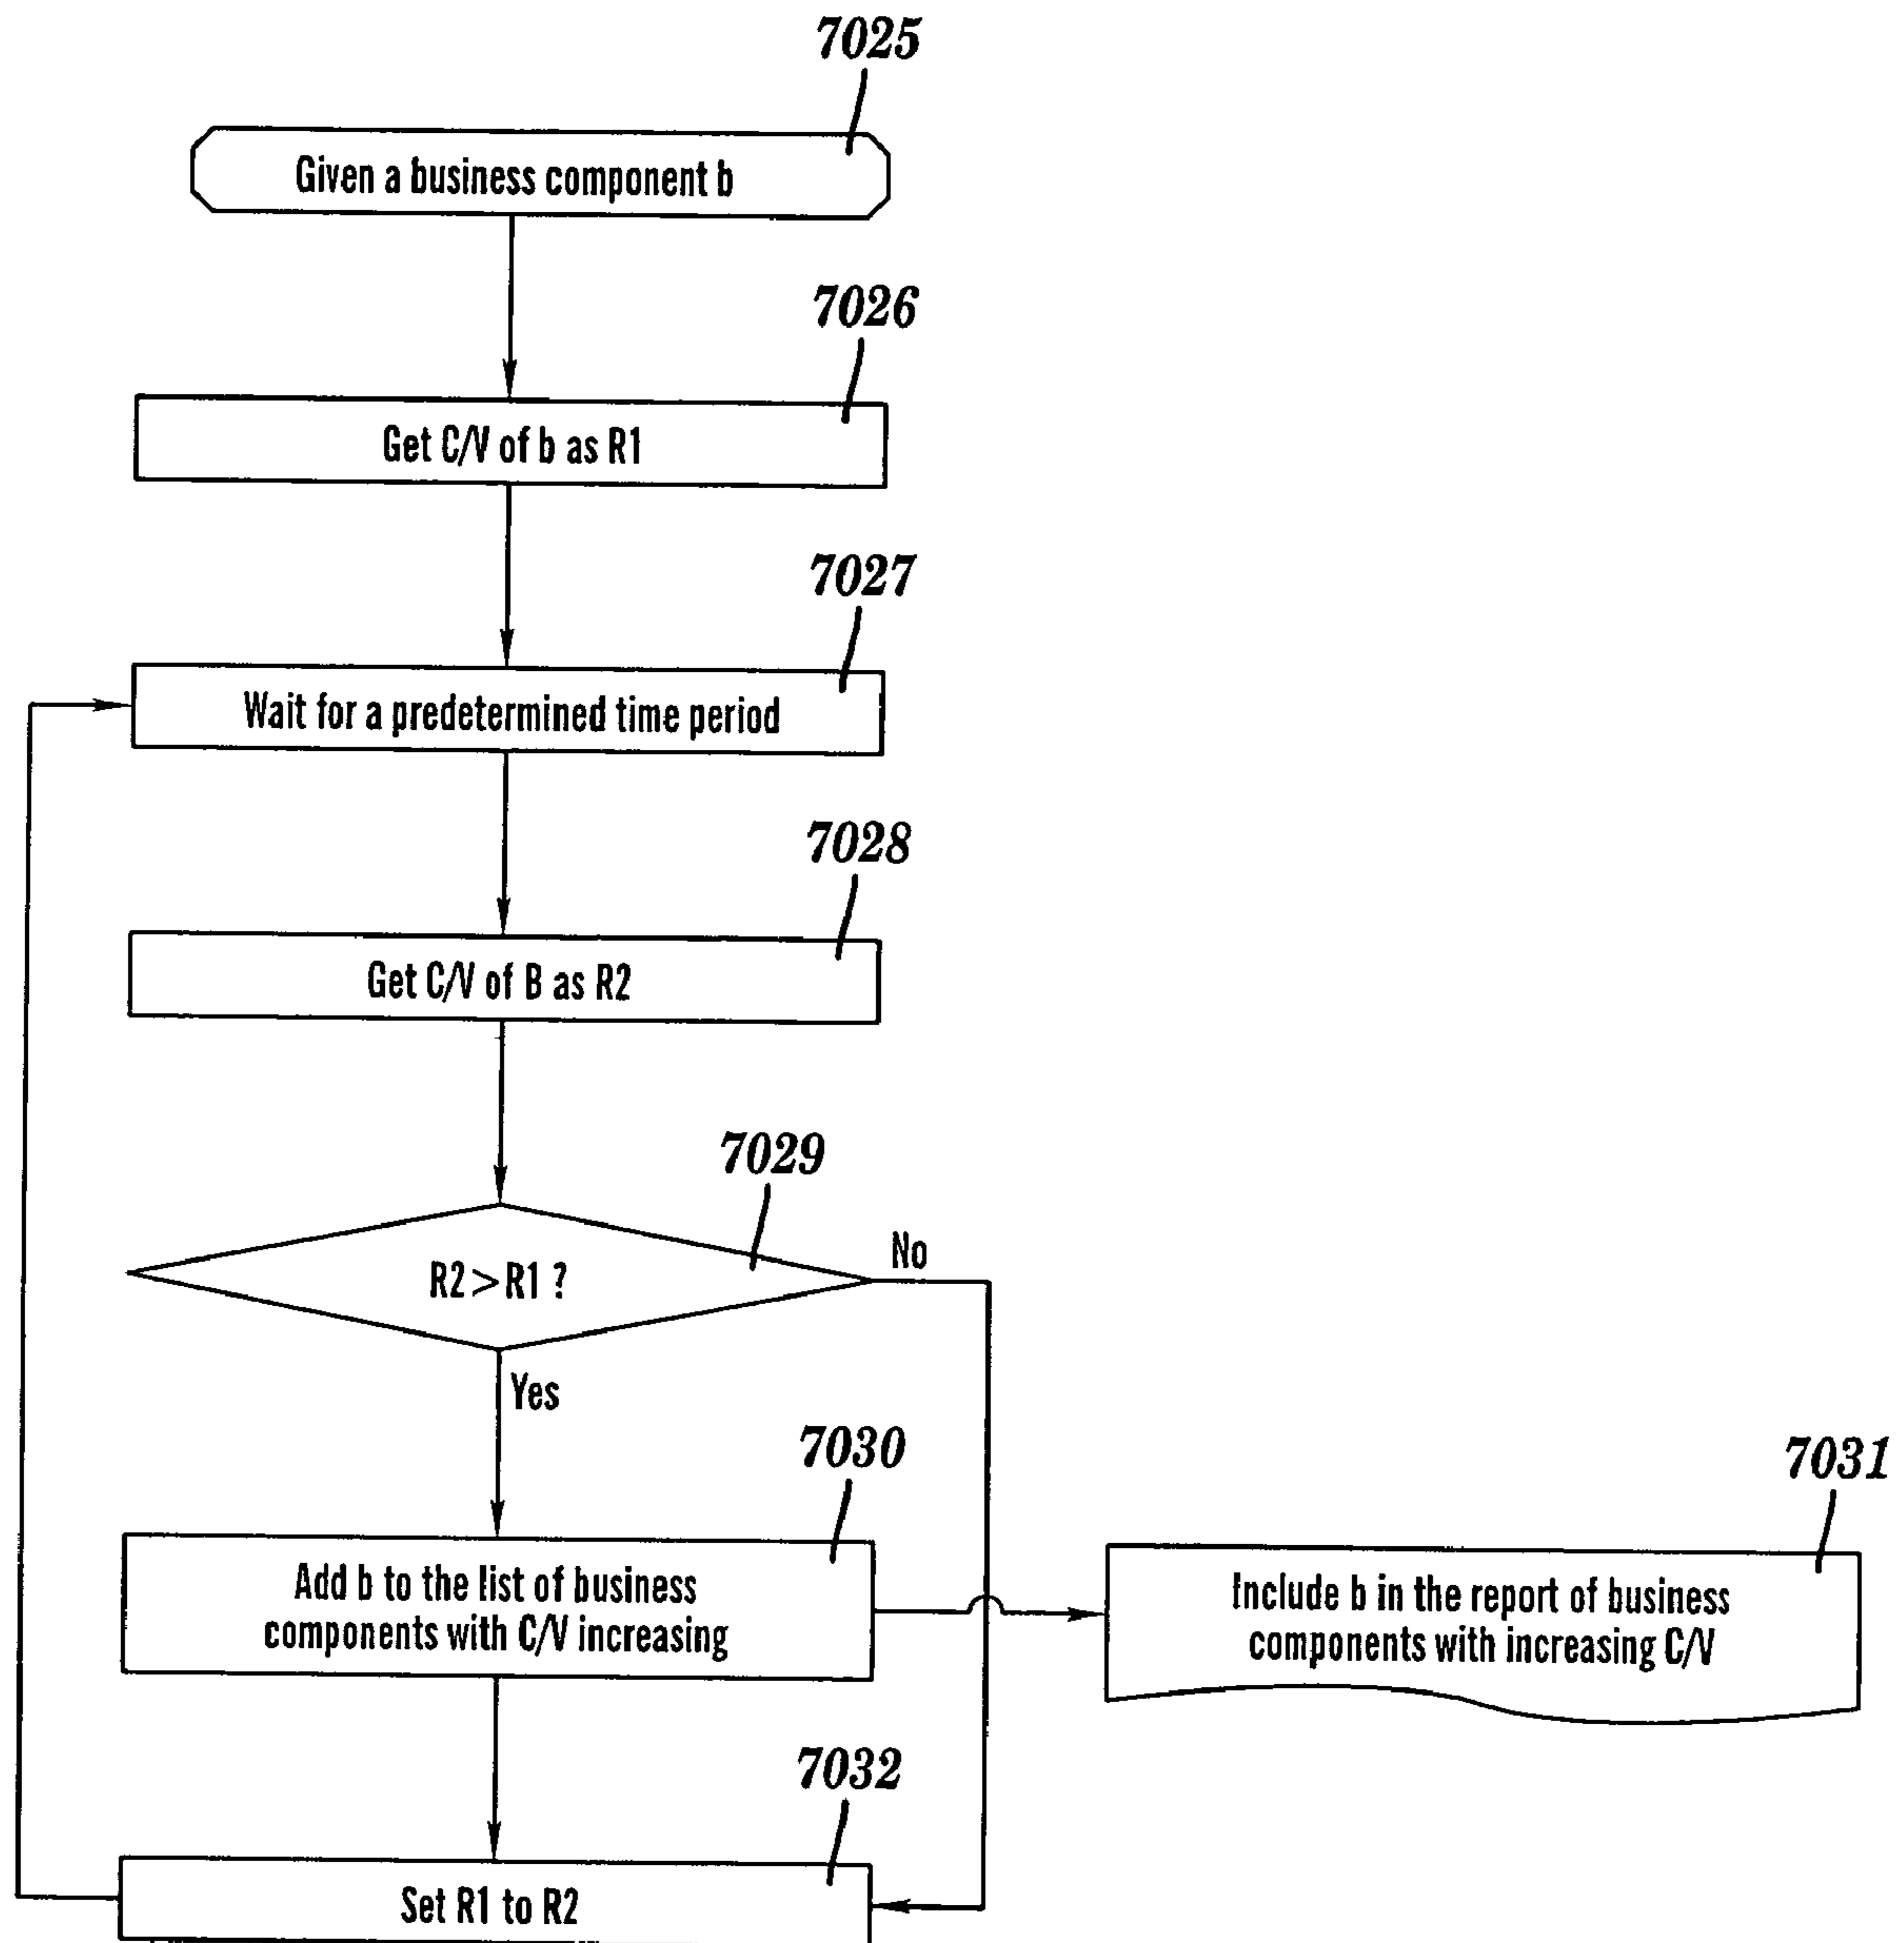 7025
Given a business component b
7026
Get C/V of b as R1
7027
Wait for a predetermined time period
7028
Get C/V of B as R2
7029
R2 > R1 ?
No
Yes
7030
Add b to the list of business
components with C/V increasing
7031
Include b in the report of business
components with increasing C/V
7032
Set R1 to R2